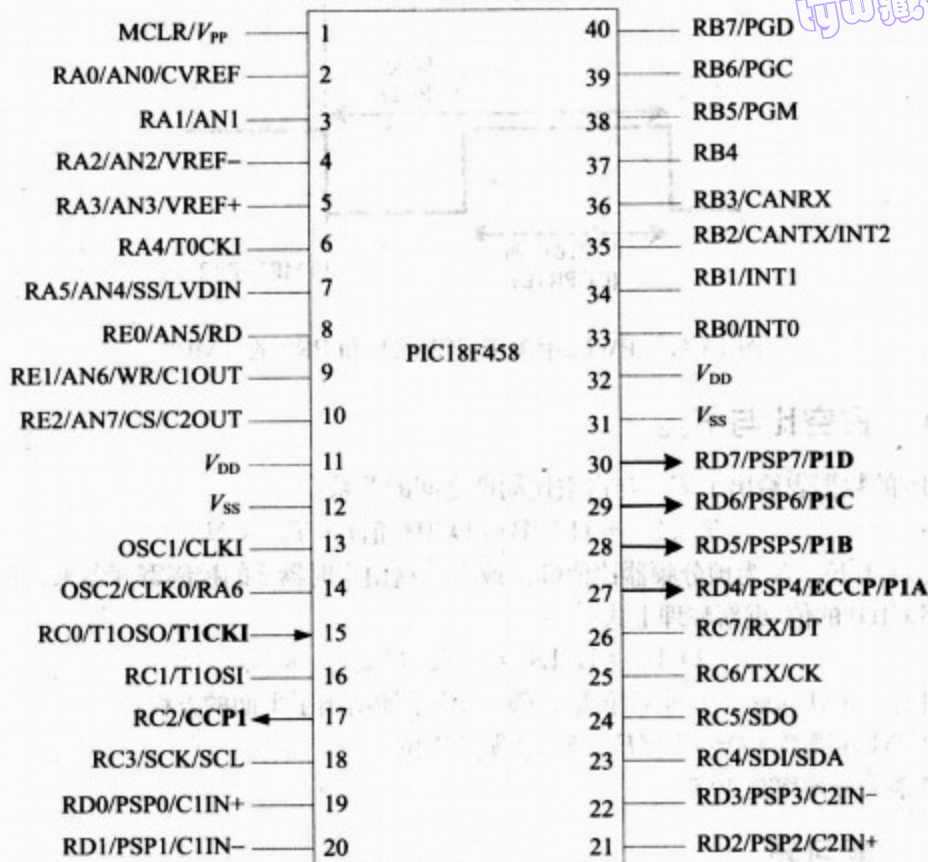 MCLR/VPP 1
RA0/AN0/CVREF 2
RA1/AN1 3
RA2/AN2/VREF− 4
RA3/AN3/VREF+ 5
RA4/T0CKI 6
RA5/AN4/SS/LVDIN 7
RE0/AN5/RD 8
RE1/AN6/WR/C1OUT 9
RE2/AN7/CS/C2OUT 10
VDD 11
VSS 12
OSC1/CLKI 13
OSC2/CLK0/RA6 14
RC0/T1OSO/T1CKI 15
RC1/T1OSI 16
RC2/CCP1 17
RC3/SCK/SCL 18
RD0/PSP0/C1IN+ 19
RD1/PSP1/C1IN− 20
PIC18F458
40 RB7/PGD
39 RB6/PGC
38 RB5/PGM
37 RB4
36 RB3/CANRX
35 RB2/CANTX/INT2
34 RB1/INT1
33 RB0/INT0
32 VDD
31 VSS
30 RD7/PSP7/P1D
29 RD6/PSP6/P1C
28 RD5/PSP5/P1B
27 RD4/PSP4/ECCP/P1A
26 RC7/RX/DT
25 RC6/TX/CK
24 RC5/SDO
23 RC4/SDI/SDA
22 RD3/PSP3/C2IN−
21 RD2/PSP2/C2IN+